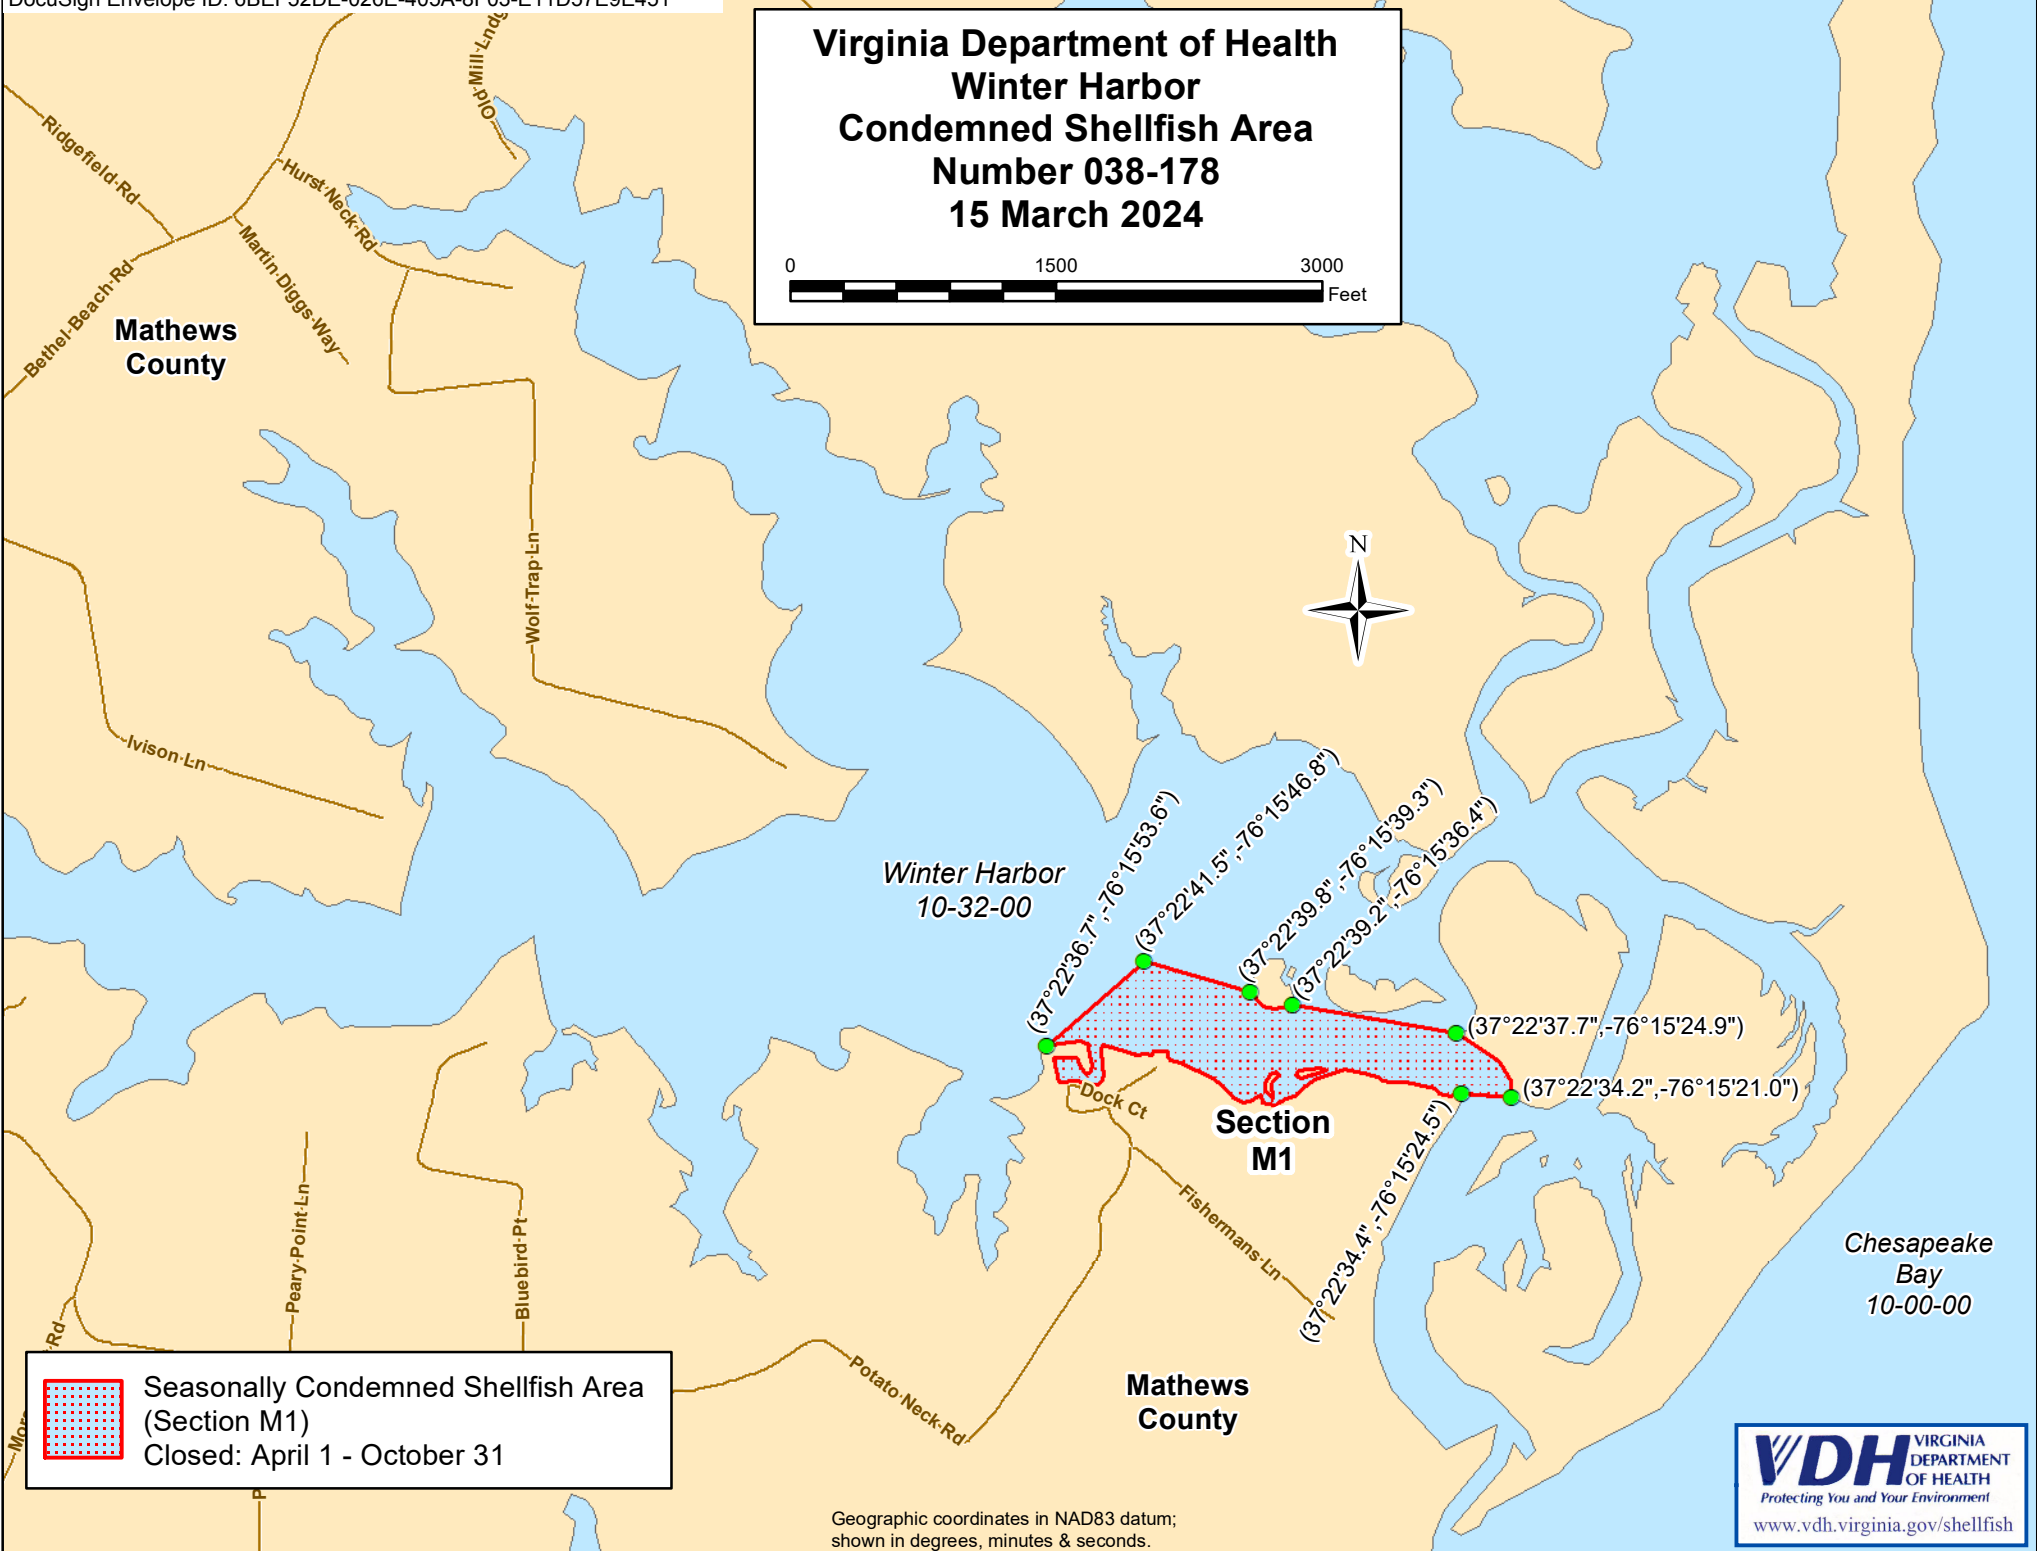 Virginia Department of Health
Winter Harbor
Condemned Shellfish Area
Number 038-178
15 March 2024
0 1500 3000
Feet
Old Mill Lndg
Ridgefield Rd
Hurst Neck Rd
Martin Diggs Way
Bethel Beach Rd
Mathews
County
N
Wolf Trap Ln
Ivison Ln
Winter Harbor
10-32-00
(37°22'36.7",-76°15'53.6")
(37°22'41.5",-76°15'46.8")
(37°22'39.8",-76°15'39.3")
(37°22'39.2",-76°15'36.4")
(37°22'37.7",-76°15'24.9")
(37°22'34.2",-76°15'21.0")
(37°22'34.4",-76°15'24.5")
Dock Ct
Section
M1
Fishermans Ln
Peary Point Ln
Bluebird Pt
Potato Neck Rd
Chesapeake
Bay
10-00-00
Mathews
County
Rd
Seasonally Condemned Shellfish Area
(Section M1)
Closed: April 1 - October 31
P
Geographic coordinates in NAD83 datum;
shown in degrees, minutes & seconds.
VDH VIRGINIA
DEPARTMENT
OF HEALTH
Protecting You and Your Environment
www.vdh.virginia.gov/shellfish